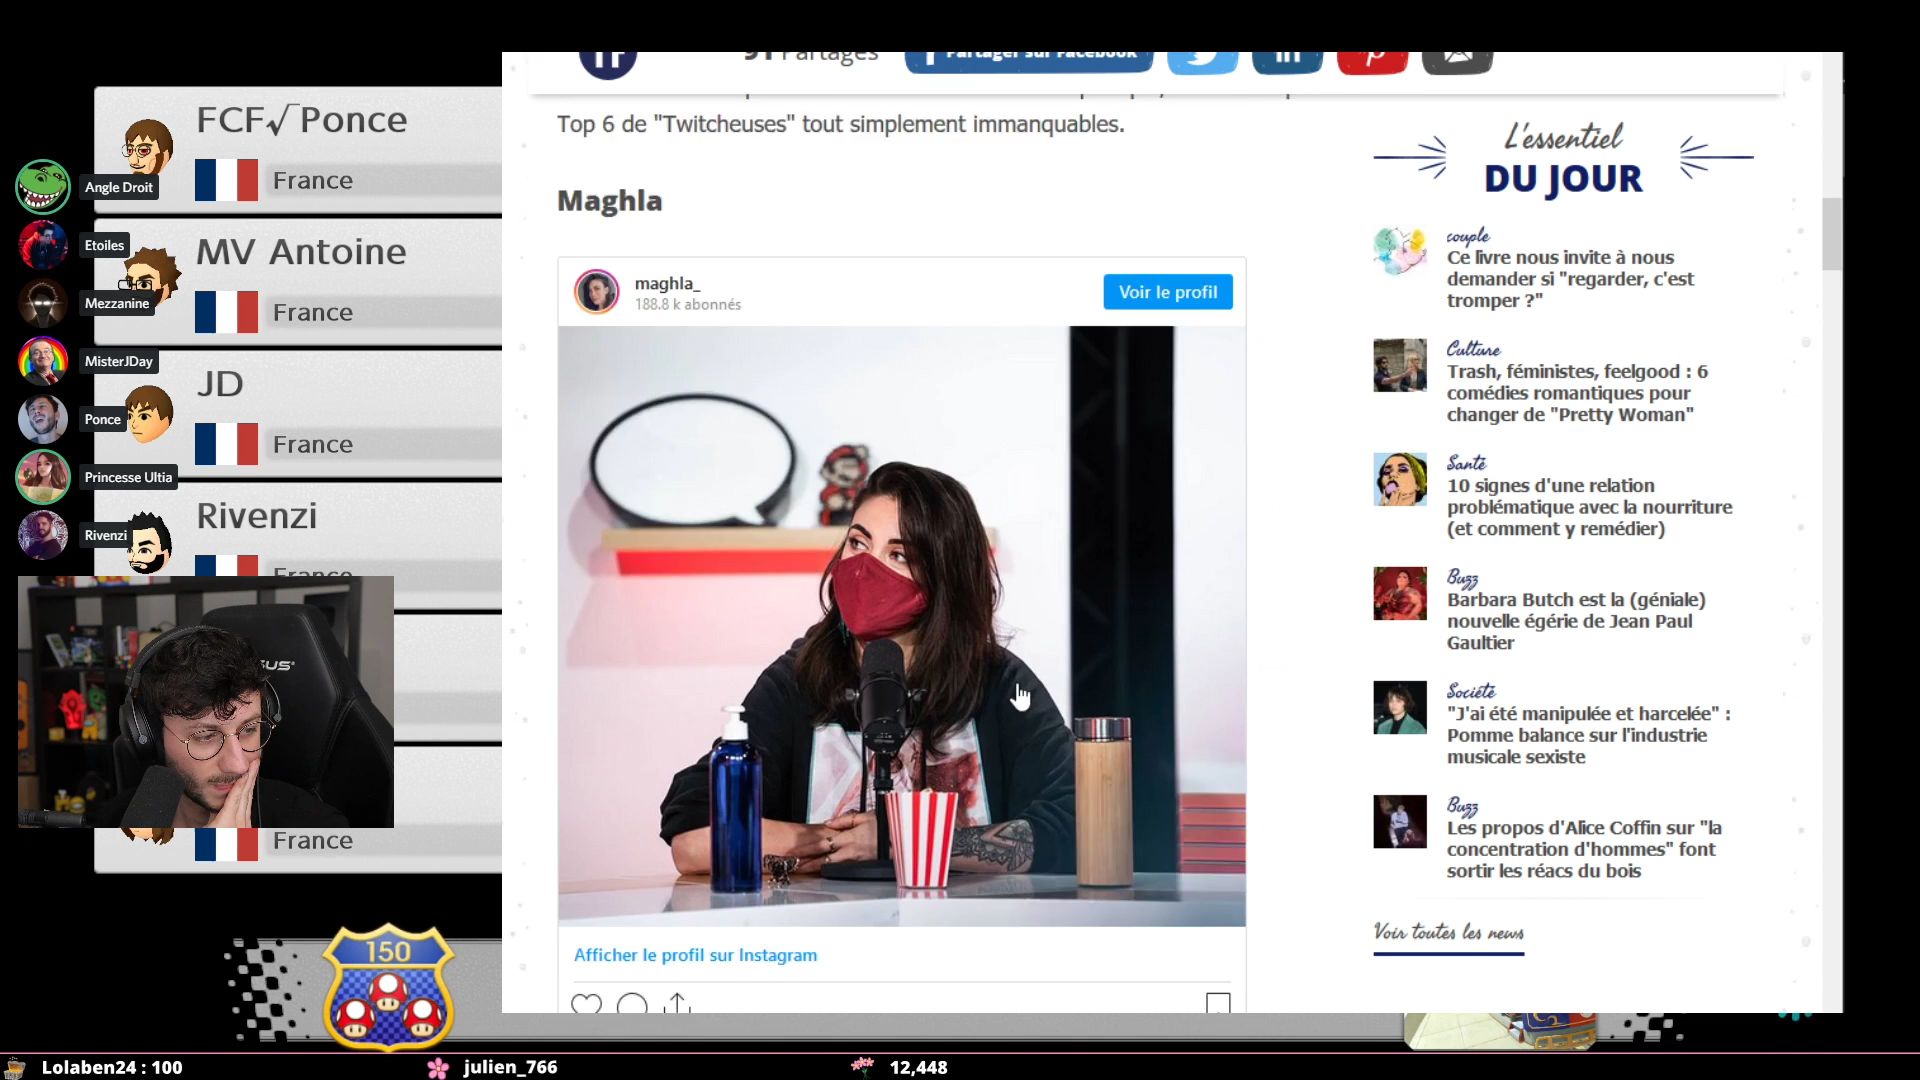 91 Partages
Partager sur Facebook
Top 6 de "Twitcheuses" tout simplement immanquables.
Maghla
maghla_
188.8 k abonnés
Voir le profil
Afficher le profil sur Instagram
L'essentiel
DU JOUR
couple
Ce livre nous invite à nous
demander si "regarder, c'est
tromper ?"
Culture
Trash, féministes, feelgood : 6
comédies romantiques pour
changer de "Pretty Woman"
Santé
10 signes d'une relation
problématique avec la nourriture
(et comment y remédier)
Buzz
Barbara Butch est la (géniale)
nouvelle égérie de Jean Paul
Gaultier
Société
"J'ai été manipulée et harcelée" :
Pomme balance sur l'industrie
musicale sexiste
Buzz
Les propos d'Alice Coffin sur "la
concentration d'hommes" font
sortir les réacs du bois
Voir toutes les news
FCF√Ponce
France
MV Antoine
France
JD
France
Rivenzi
France
France
Angle Droit
Etoiles
Mezzanine
MisterJDay
Ponce
Princesse Ultia
Rivenzi
150
Lolaben24 : 100
julien_766
12,448